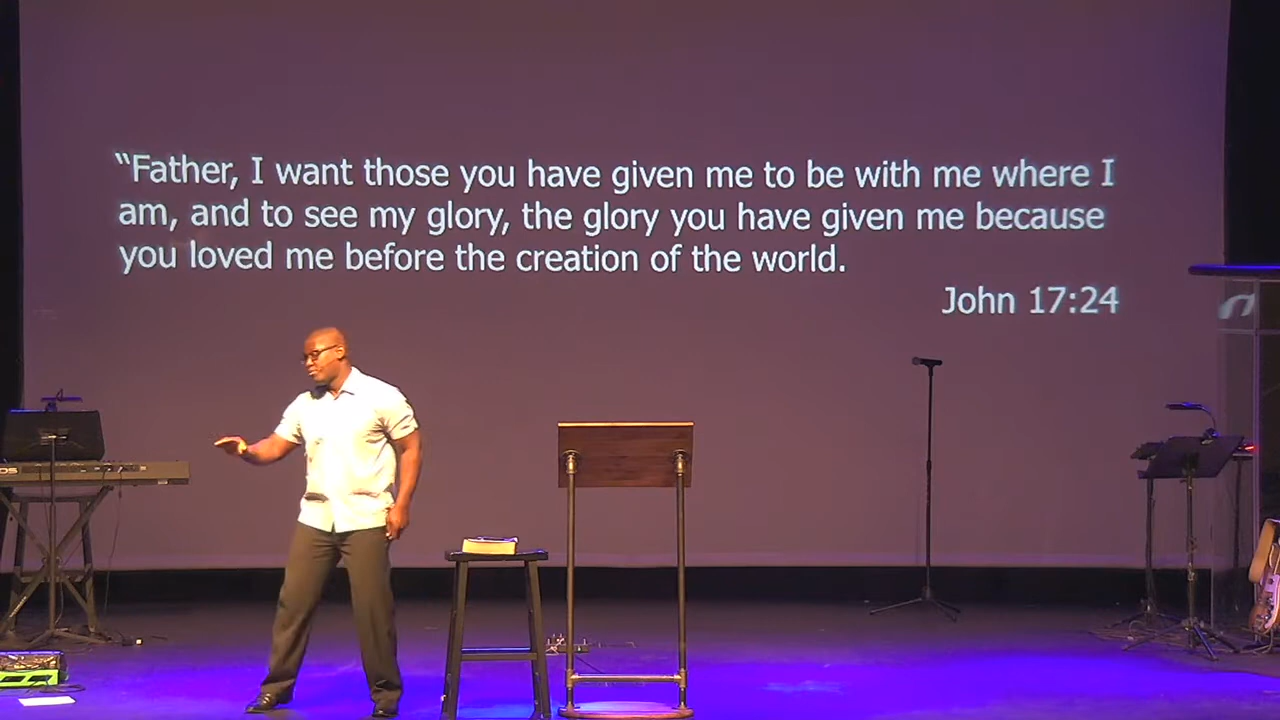 “Father, I want those you have given me to be with me where I
am, and to see my glory, the glory you have given me because
you loved me before the creation of the world.
John 17:24